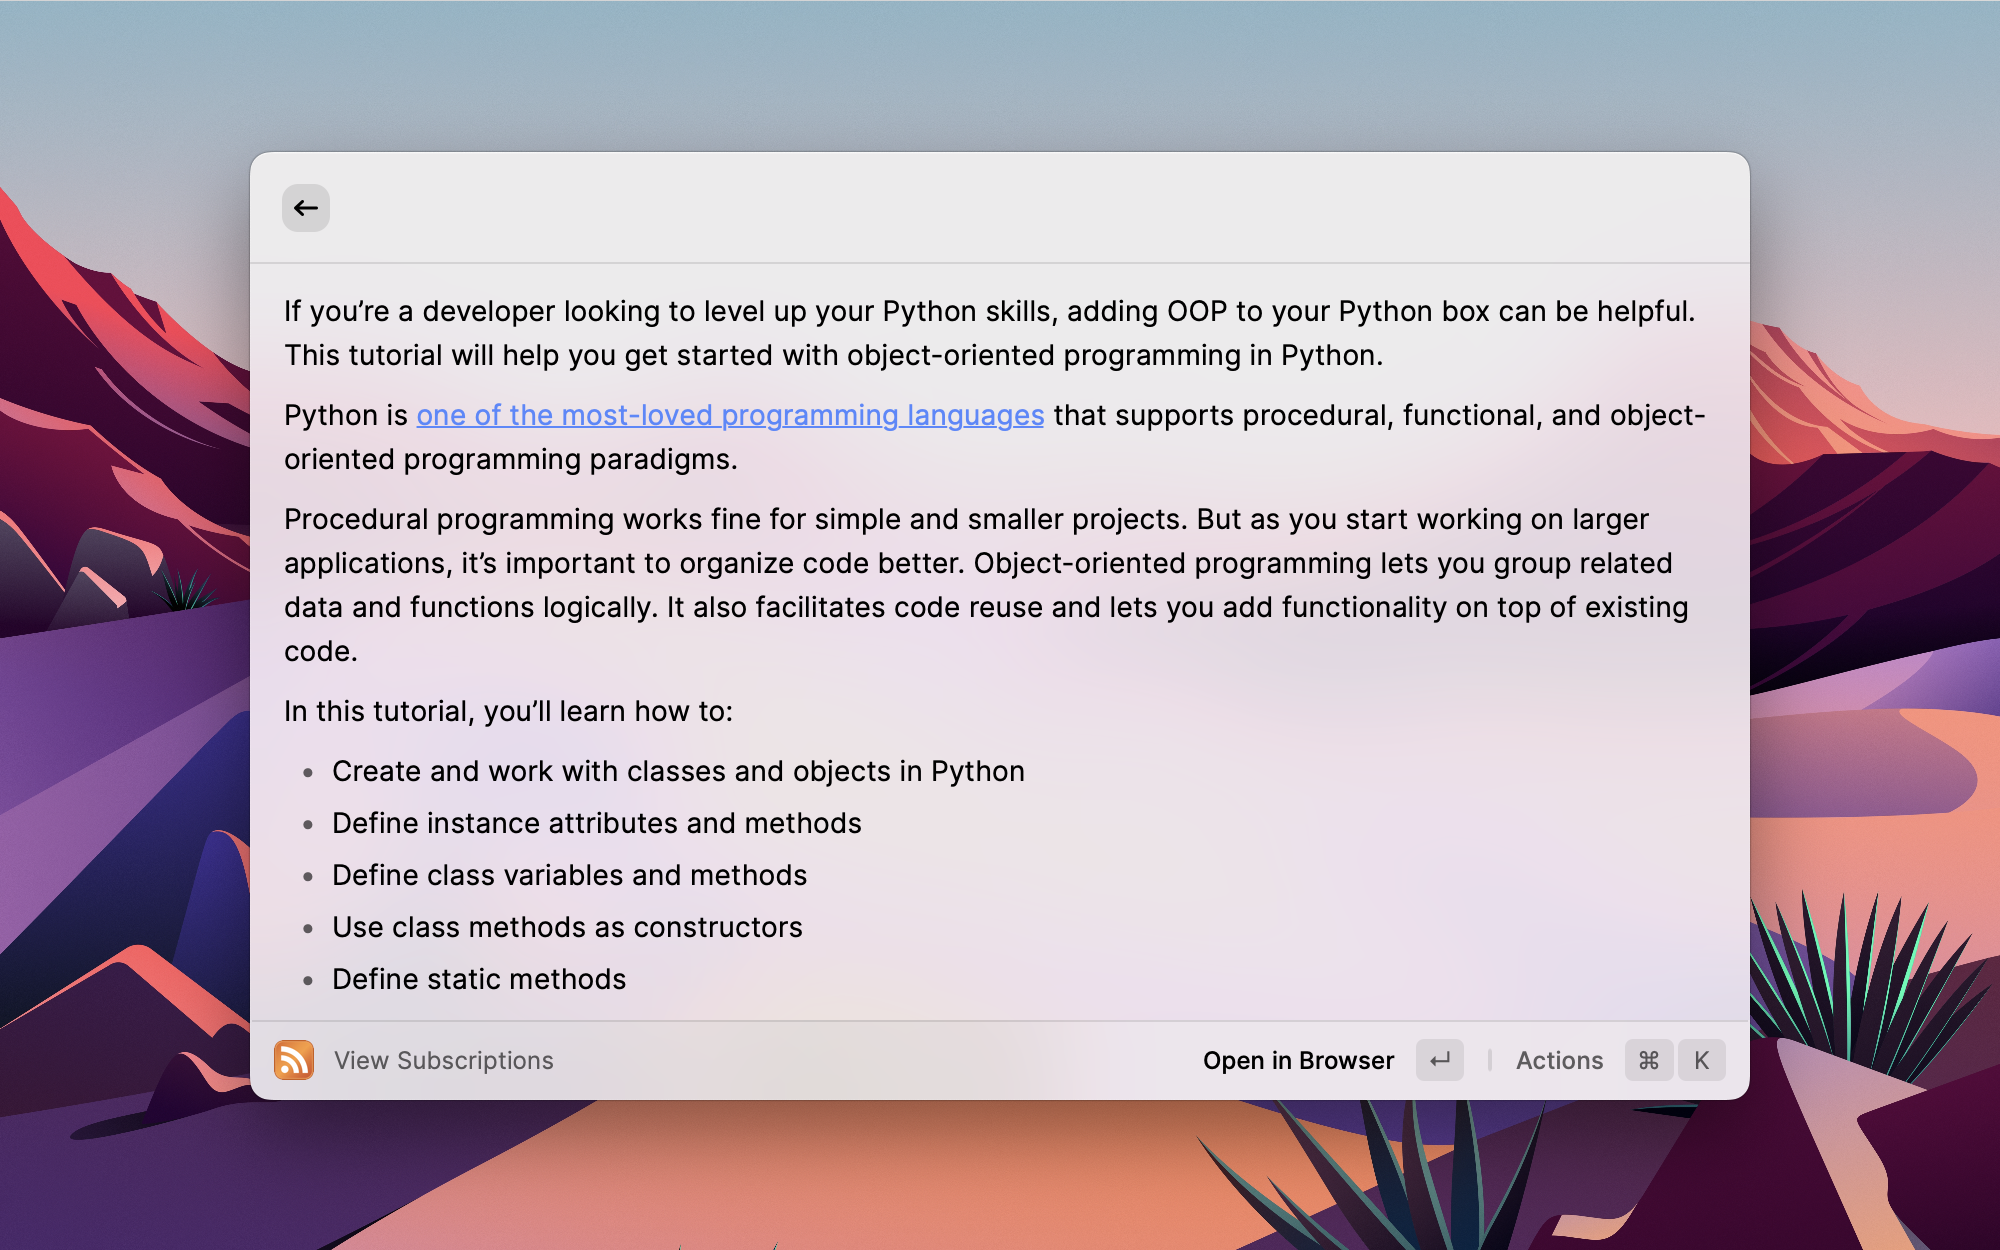 If you’re a developer looking to level up your Python skills, adding OOP to your Python box can be helpful.
This tutorial will help you get started with object-oriented programming in Python.
Python is one of the most-loved programming languages that supports procedural, functional, and object-
oriented programming paradigms.
Procedural programming works fine for simple and smaller projects. But as you start working on larger
applications, it’s important to organize code better. Object-oriented programming lets you group related
data and functions logically. It also facilitates code reuse and lets you add functionality on top of existing
code.
In this tutorial, you’ll learn how to:
• Create and work with classes and objects in Python
• Define instance attributes and methods
• Define class variables and methods
• Use class methods as constructors
• Define static methods
View Subscriptions Open in Browser ↵ Actions ⌘ K